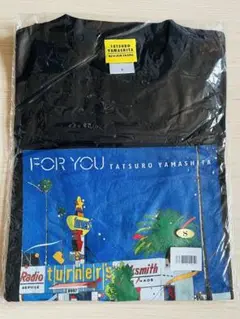 TATSURO
YAMASHITA
FOR YOU TATSURO YAMASHITA
S
Radio
SERVICE
turner's
smith